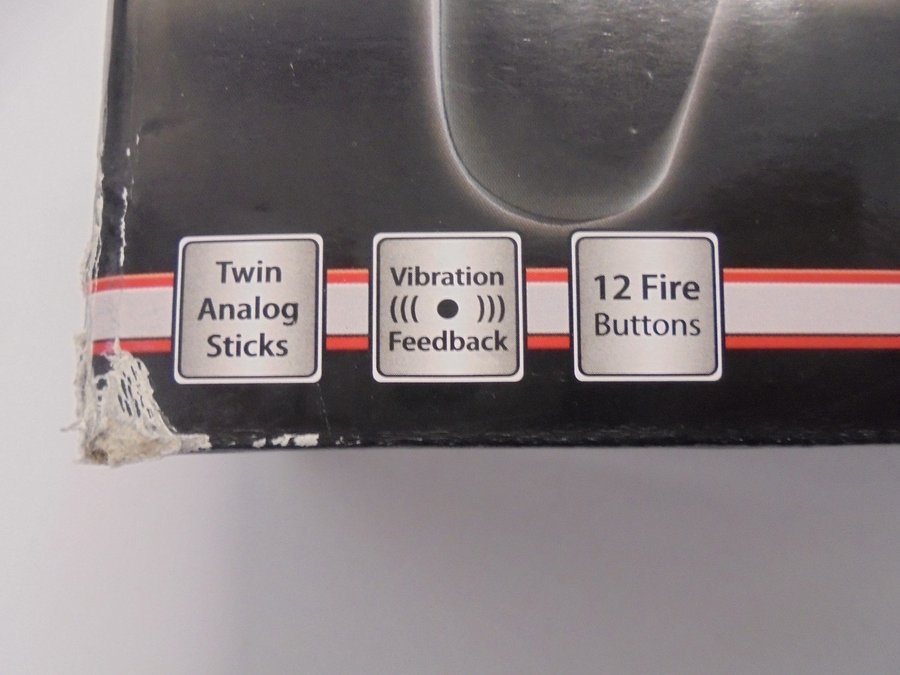 Twin
Analog
Sticks
Vibration
((( ● )))
Feedback
12 Fire
Buttons